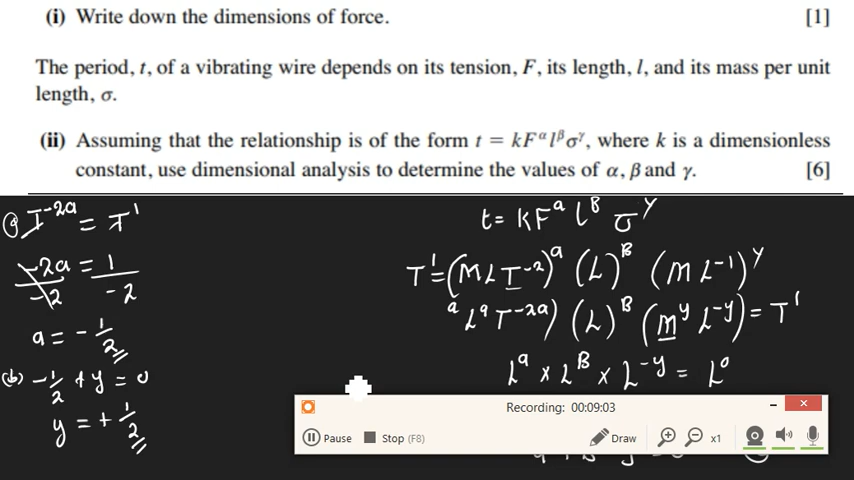 (i) Write down the dimensions of force. [1]
The period, t, of a vibrating wire depends on its tension, F, its length, l, and its mass per unit
length, σ.
(ii) Assuming that the relationship is of the form t = kF^α l^β σ^γ, where k is a dimensionless
constant, use dimensional analysis to determine the values of α, β and γ. [6]
T^-2a = T^1
-2a = 1
-2 -2
a = -1/2
(b) -1/2 + y = 0
y = +1/2
t = KF^a l^B σ^y
T^1 = (MLT^-2)^a (L)^B (ML^-1)^y
^a L^a T^-2a) (L)^B (M^y L^-y) = T^1
L^a × L^B × L^-y = L^0
Recording: 00:09:03
Pause Stop (F8) Draw x1